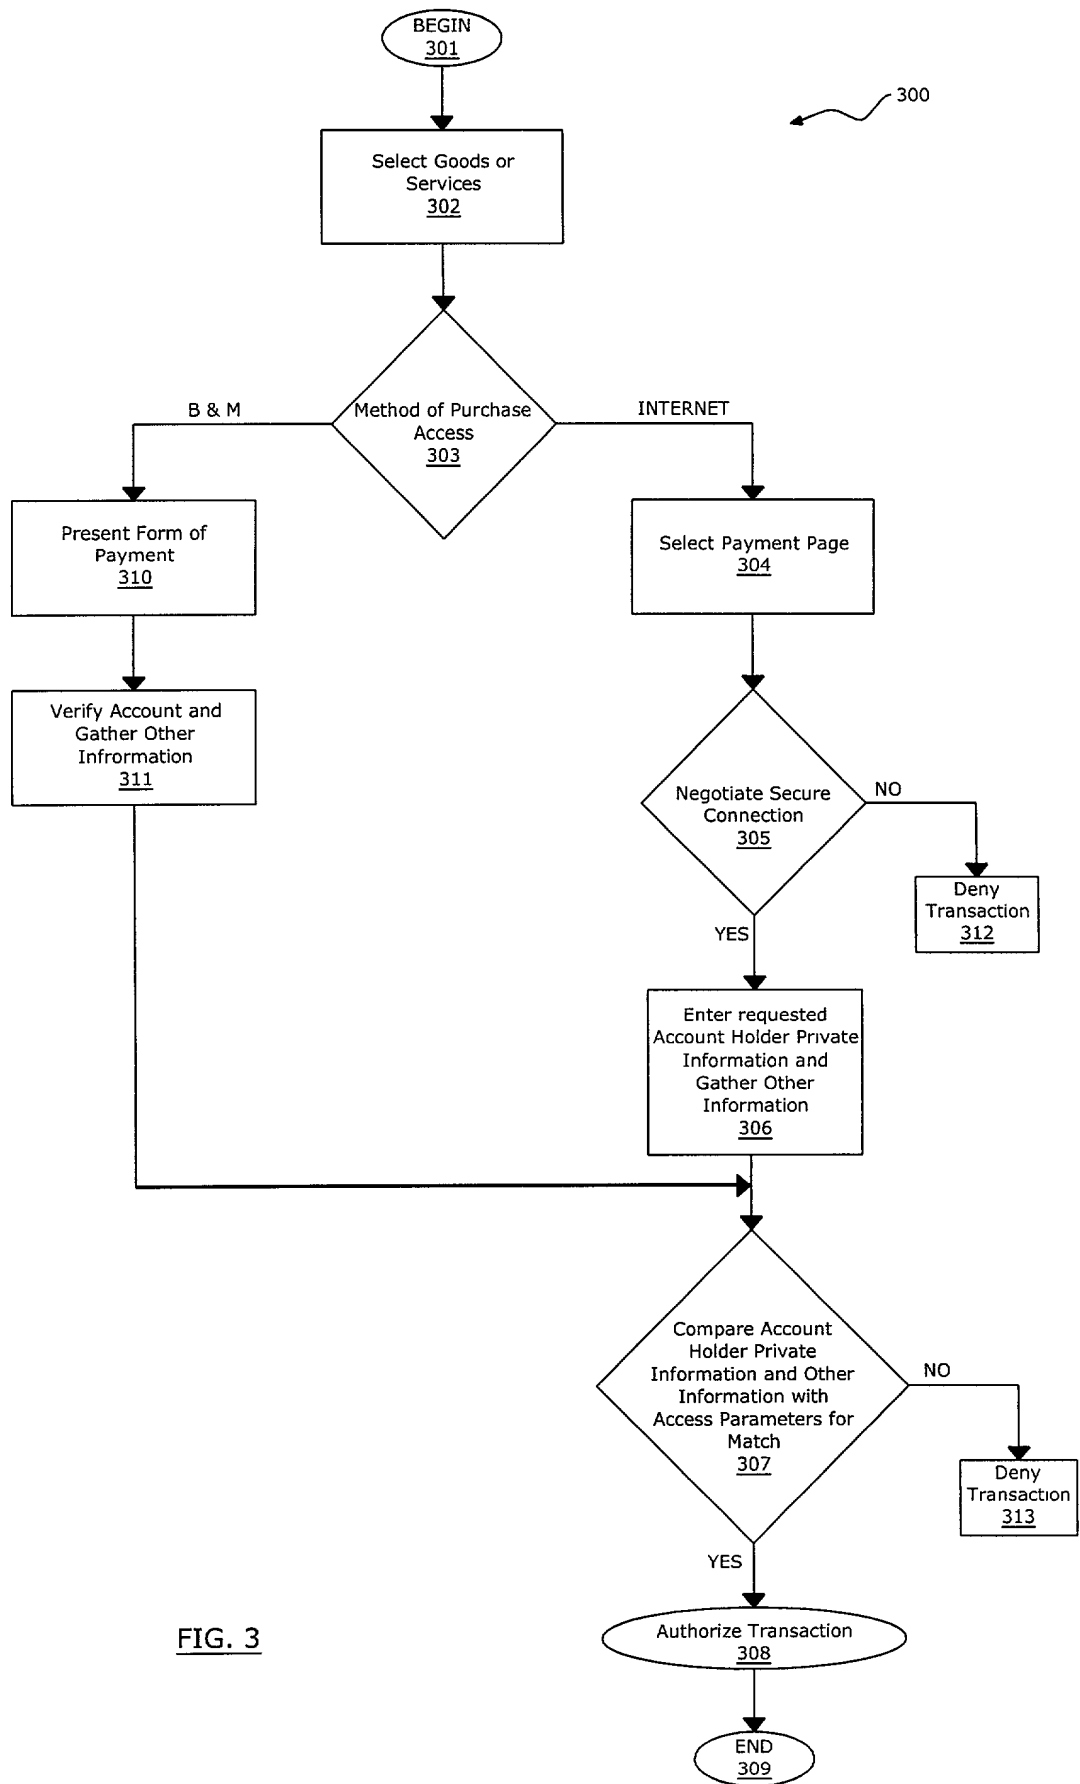 BEGIN
301
300
Select Goods or
Services
302
B & M
Method of Purchase
Access
303
INTERNET
Present Form of
Payment
310
Select Payment Page
304
Verify Account and
Gather Other
Infrormation
311
Negotiate Secure
Connection
305
NO
Deny
Transaction
312
YES
Enter requested
Account Holder Private
Information and
Gather Other
Information
306
Compare Account
Holder Private
Information and Other
Information with
Access Parameters for
Match
307
NO
Deny
Transaction
313
YES
Authorize Transaction
308
FIG. 3
END
309